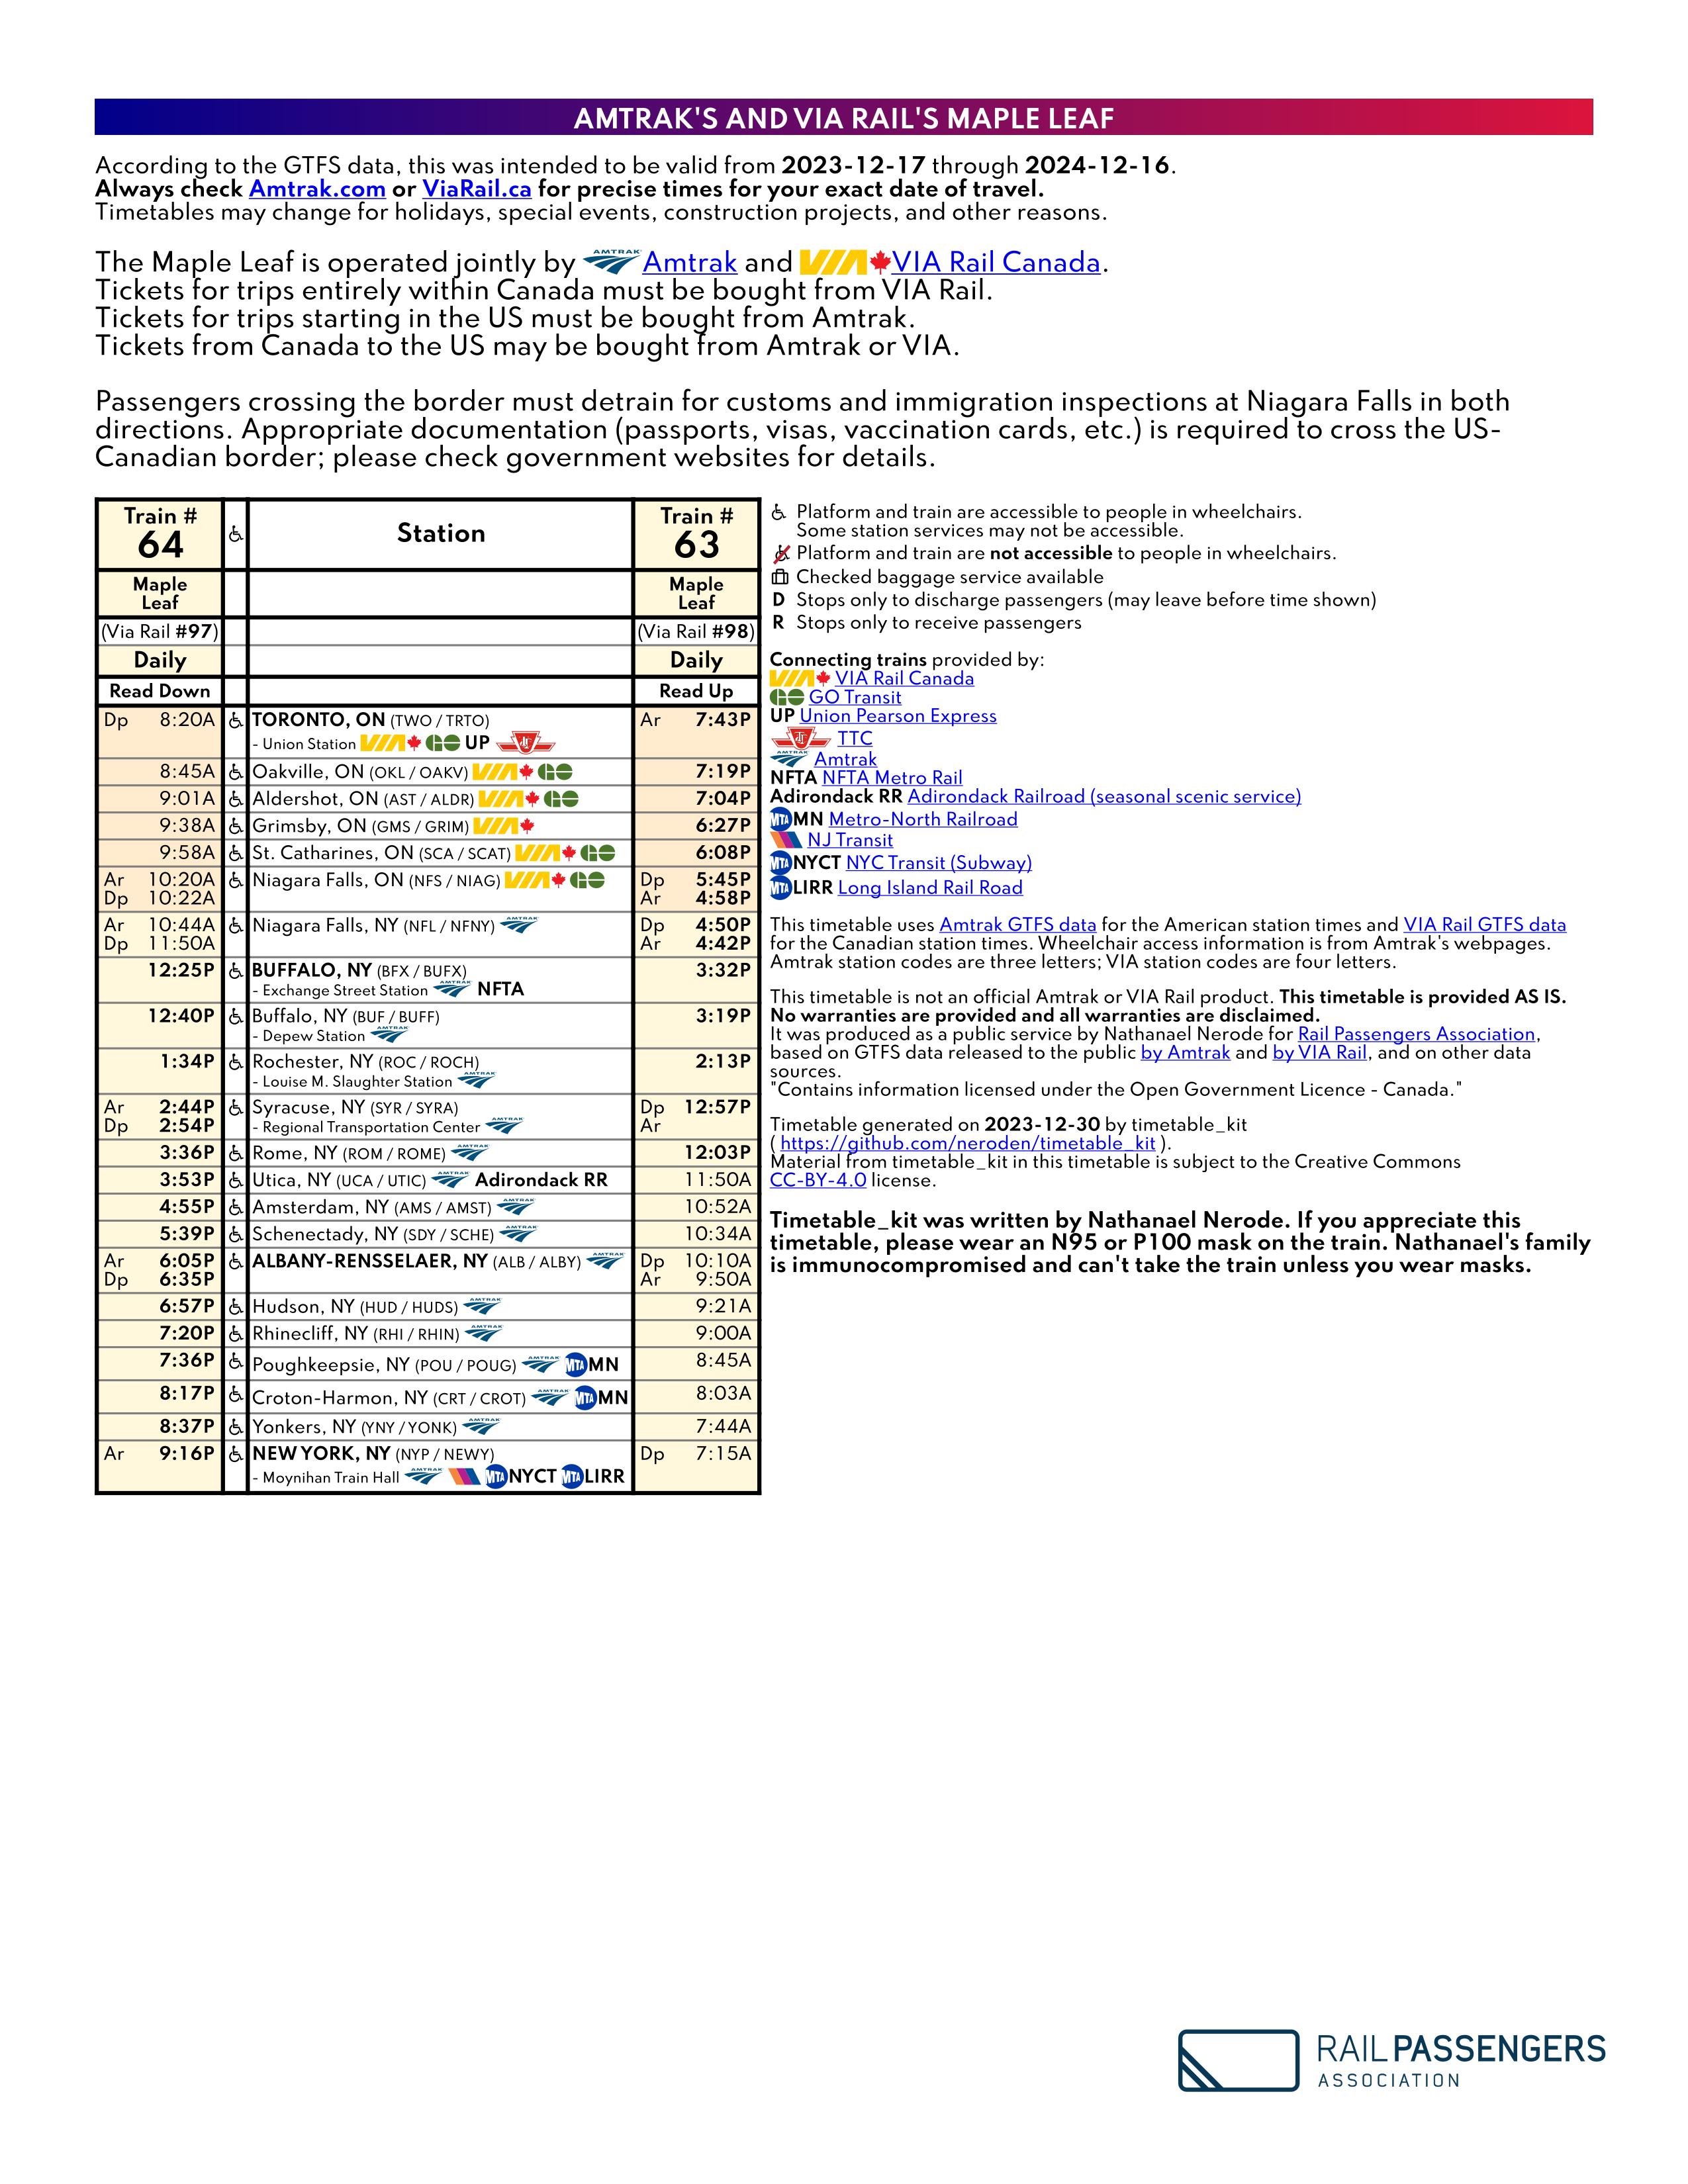 AMTRAK'S AND VIA RAIL'S MAPLE LEAF
According to the GTFS data, this was intended to be valid from 2023-12-17 through 2024-12-16.
Always check Amtrak.com or ViaRail.ca for precise times for your exact date of travel.
Timetables may change for holidays, special events, construction projects, and other reasons.
The Maple Leaf is operated jointly by AMTRAK Amtrak and VIA VIA Rail Canada.
Tickets for trips entirely within Canada must be bought from VIA Rail.
Tickets for trips starting in the US must be bought from Amtrak.
Tickets from Canada to the US may be bought from Amtrak or VIA.
Passengers crossing the border must detrain for customs and immigration inspections at Niagara Falls in both
directions. Appropriate documentation (passports, visas, vaccination cards, etc.) is required to cross the US-
Canadian border; please check government websites for details.
Train # Station Train #
64 63
Maple Maple
Leaf Leaf
(Via Rail #97) (Via Rail #98)
Daily Daily
Read Down Read Up
Dp 8:20A TORONTO, ON (TWO / TRTO) Ar 7:43P
- Union Station VIA GO UP TTC
8:45A Oakville, ON (OKL / OAKV) VIA GO 7:19P
9:01A Aldershot, ON (AST / ALDR) VIA GO 7:04P
9:38A Grimsby, ON (GMS / GRIM) VIA 6:27P
9:58A St. Catharines, ON (SCA / SCAT) VIA GO 6:08P
Ar 10:20A Niagara Falls, ON (NFS / NIAG) VIA GO Dp 5:45P
Dp 10:22A Ar 4:58P
Ar 10:44A Niagara Falls, NY (NFL / NFNY) AMTRAK Dp 4:50P
Dp 11:50A Ar 4:42P
12:25P BUFFALO, NY (BFX / BUFX) 3:32P
- Exchange Street Station AMTRAK NFTA
12:40P Buffalo, NY (BUF / BUFF) 3:19P
- Depew Station AMTRAK
1:34P Rochester, NY (ROC / ROCH) 2:13P
- Louise M. Slaughter Station AMTRAK
Ar 2:44P Syracuse, NY (SYR / SYRA) Dp 12:57P
Dp 2:54P - Regional Transportation Center AMTRAK Ar
3:36P Rome, NY (ROM / ROME) AMTRAK 12:03P
3:53P Utica, NY (UCA / UTIC) AMTRAK Adirondack RR 11:50A
4:55P Amsterdam, NY (AMS / AMST) AMTRAK 10:52A
5:39P Schenectady, NY (SDY / SCHE) AMTRAK 10:34A
Ar 6:05P ALBANY-RENSSELAER, NY (ALB / ALBY) AMTRAK Dp 10:10A
Dp 6:35P Ar 9:50A
6:57P Hudson, NY (HUD / HUDS) AMTRAK 9:21A
7:20P Rhinecliff, NY (RHI / RHIN) AMTRAK 9:00A
7:36P Poughkeepsie, NY (POU / POUG) AMTRAK MTA MN 8:45A
8:17P Croton-Harmon, NY (CRT / CROT) AMTRAK MTA MN 8:03A
8:37P Yonkers, NY (YNY / YONK) AMTRAK 7:44A
Ar 9:16P NEW YORK, NY (NYP / NEWY) Dp 7:15A
- Moynihan Train Hall AMTRAK MTA NYCT MTA LIRR
Platform and train are accessible to people in wheelchairs.
Some station services may not be accessible.
Platform and train are not accessible to people in wheelchairs.
Checked baggage service available
D Stops only to discharge passengers (may leave before time shown)
R Stops only to receive passengers
Connecting trains provided by:
VIA VIA Rail Canada
GO GO Transit
UP Union Pearson Express
TTC TTC
AMTRAK Amtrak
NFTA NFTA Metro Rail
Adirondack RR Adirondack Railroad (seasonal scenic service)
MTA MN Metro-North Railroad
NJ Transit
MTA NYCT NYC Transit (Subway)
MTA LIRR Long Island Rail Road
This timetable uses Amtrak GTFS data for the American station times and VIA Rail GTFS data
for the Canadian station times. Wheelchair access information is from Amtrak's webpages.
Amtrak station codes are three letters; VIA station codes are four letters.
This timetable is not an official Amtrak or VIA Rail product. This timetable is provided AS IS.
No warranties are provided and all warranties are disclaimed.
It was produced as a public service by Nathanael Nerode for Rail Passengers Association,
based on GTFS data released to the public by Amtrak and by VIA Rail, and on other data
sources.
"Contains information licensed under the Open Government Licence - Canada."
Timetable generated on 2023-12-30 by timetable_kit
( https://github.com/neroden/timetable_kit ).
Material from timetable_kit in this timetable is subject to the Creative Commons
CC-BY-4.0 license.
Timetable_kit was written by Nathanael Nerode. If you appreciate this
timetable, please wear an N95 or P100 mask on the train. Nathanael's family
is immunocompromised and can't take the train unless you wear masks.
RAIL PASSENGERS
ASSOCIATION